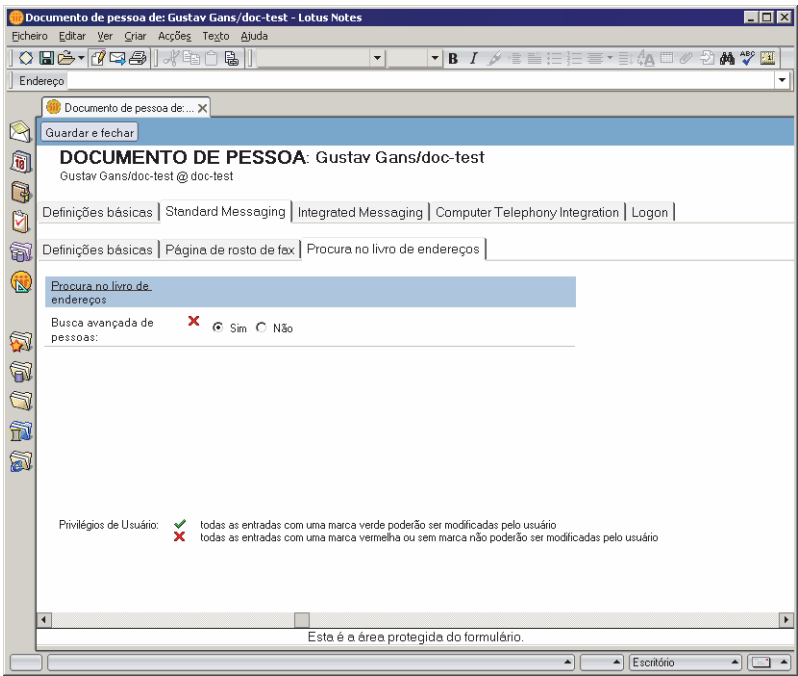 Documento de pessoa de: Gustav Gans/doc-test - Lotus Notes
Ficheiro Editar Ver Criar Acções Texto Ajuda
B I
Endereço
Documento de pessoa de:...
Guardar e fechar
DOCUMENTO DE PESSOA: Gustav Gans/doc-test
Gustav Gans/doc-test @ doc-test
Definições básicas Standard Messaging Integrated Messaging Computer Telephony Integration Logon
Definições básicas Página de rosto de fax Procura no livro de endereços
Procura no livro de
endereços
Busca avançada de
pessoas:
Sim Não
Privilégios de Usuário: todas as entradas com uma marca verde poderão ser modificadas pelo usuário
todas as entradas com uma marca vermelha ou sem marca não poderão ser modificadas pelo usuário
Esta é a área protegida do formulário.
Escritório